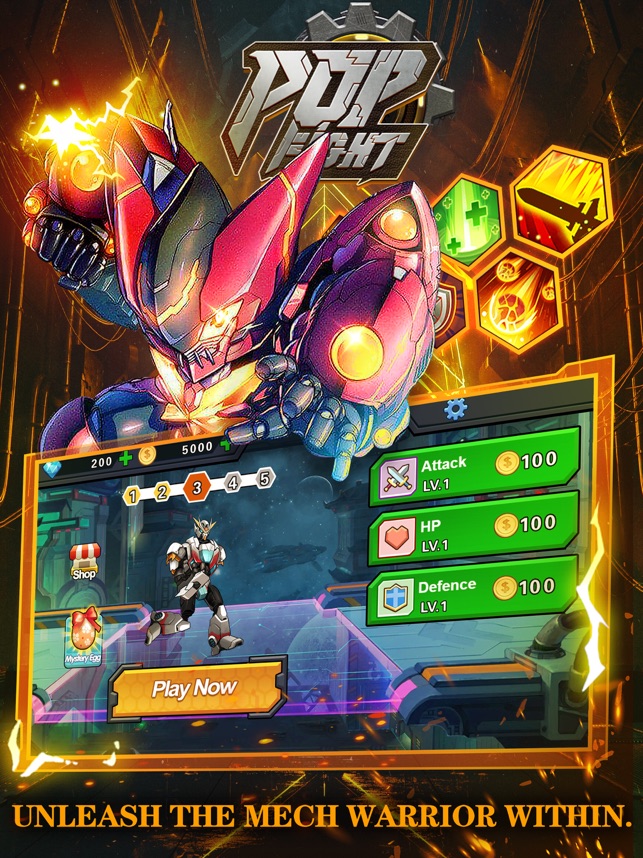 POP
FIGHT
200
5000
1 2 3 4 5
Attack
LV.1
100
HP
LV.1
100
Defence
LV.1
100
Shop
Mystery Egg
Play Now
UNLEASH THE MECH WARRIOR WITHIN.